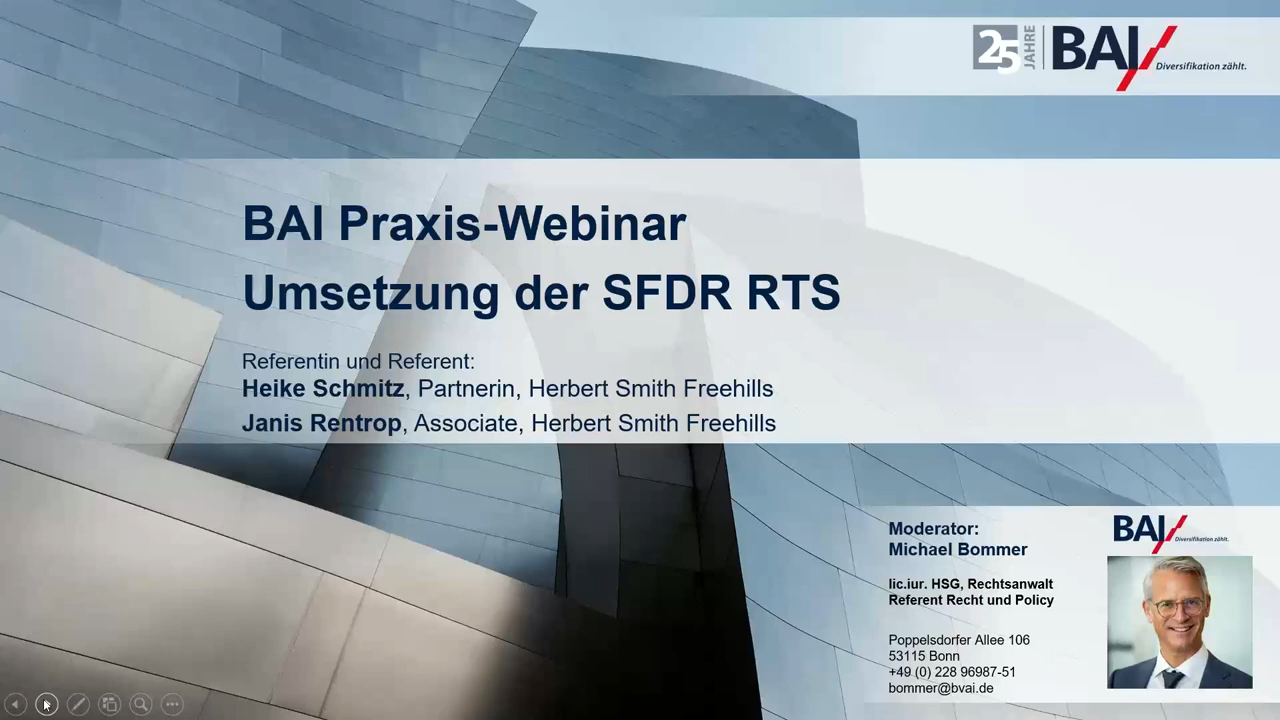 25 JAHRE
BAI
Diversifikation zählt.
BAI Praxis-Webinar
Umsetzung der SFDR RTS
Referentin und Referent:
Heike Schmitz, Partnerin, Herbert Smith Freehills
Janis Rentrop, Associate, Herbert Smith Freehills
Moderator:
Michael Bommer
lic.iur. HSG, Rechtsanwalt
Referent Recht und Policy
Poppelsdorfer Allee 106
53115 Bonn
+49 (0) 228 96987-51
bommer@bvai.de
BAI
Diversifikation zählt.